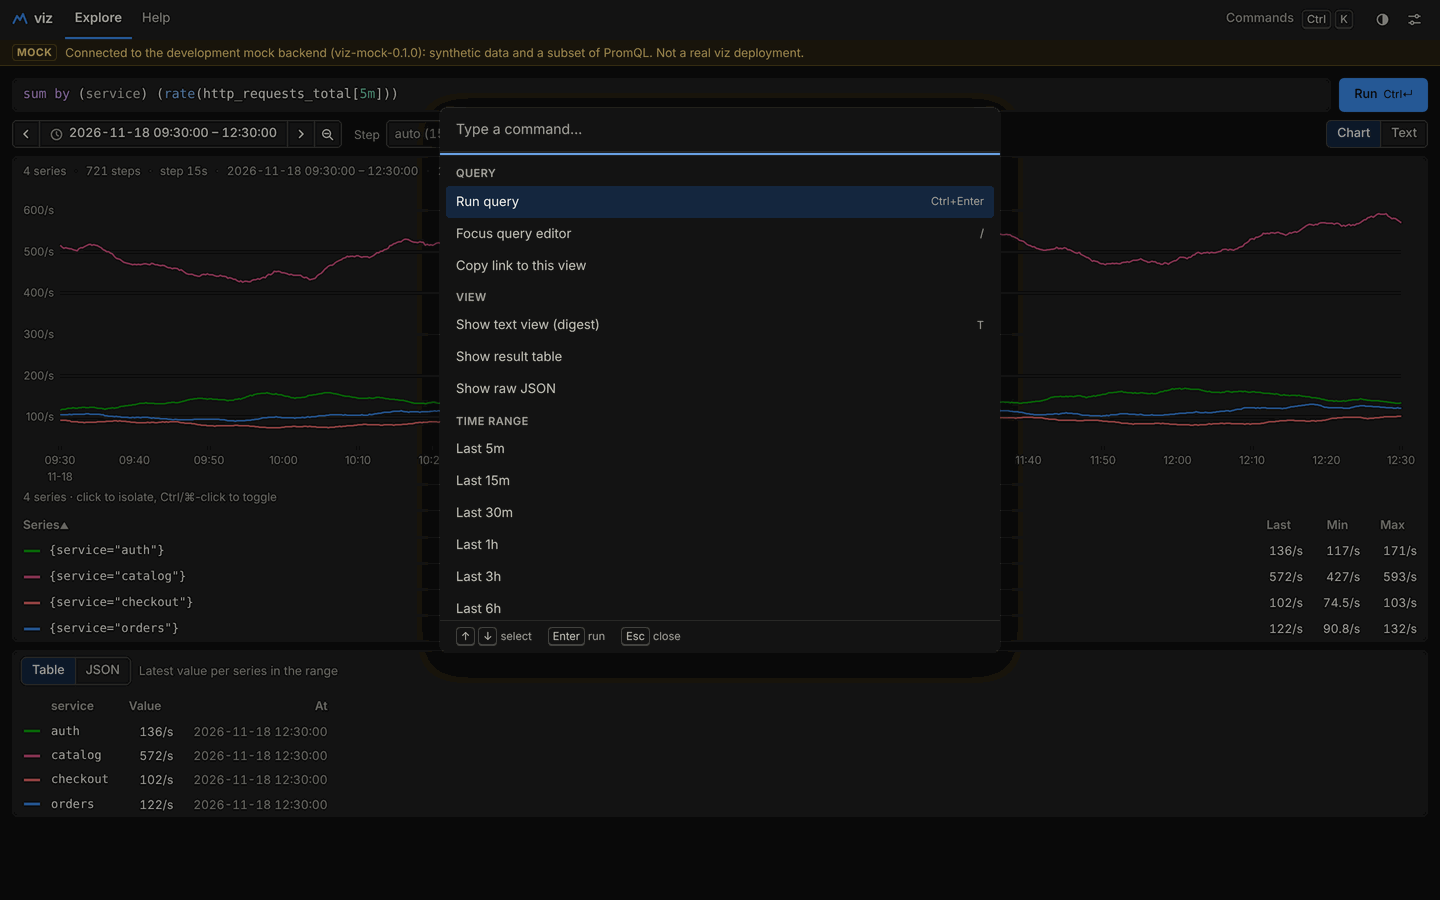 viz Explore Help Commands Ctrl K
MOCK Connected to the development mock backend (viz-mock-0.1.0): synthetic data and a subset of PromQL. Not a real viz deployment.
sum by (service) (rate(http_requests_total[5m]))
Run Ctrl↵
2026-11-18 09:30:00 – 12:30:00 Step auto (15
Chart Text
Type a command...
4 series · 721 steps · step 15s · 2026-11-18 09:30:00 – 12:30:00 ·
QUERY
Run query Ctrl+Enter
Focus query editor /
Copy link to this view
VIEW
Show text view (digest) T
Show result table
Show raw JSON
TIME RANGE
Last 5m
Last 15m
Last 30m
Last 1h
Last 3h
Last 6h
↑ ↓ select Enter run Esc close
600/s
500/s
400/s
300/s
200/s
100/s
09:30 09:40 09:50 10:00 10:10 10:2 11:40 11:50 12:00 12:10 12:20 12:30
11-18
4 series · click to isolate, Ctrl/⌘-click to toggle
Series▲ Last Min Max
{service="auth"} 136/s 117/s 171/s
{service="catalog"} 572/s 427/s 593/s
{service="checkout"} 102/s 74.5/s 103/s
{service="orders"} 122/s 90.8/s 132/s
Table JSON Latest value per series in the range
service Value At
auth 136/s 2026-11-18 12:30:00
catalog 572/s 2026-11-18 12:30:00
checkout 102/s 2026-11-18 12:30:00
orders 122/s 2026-11-18 12:30:00